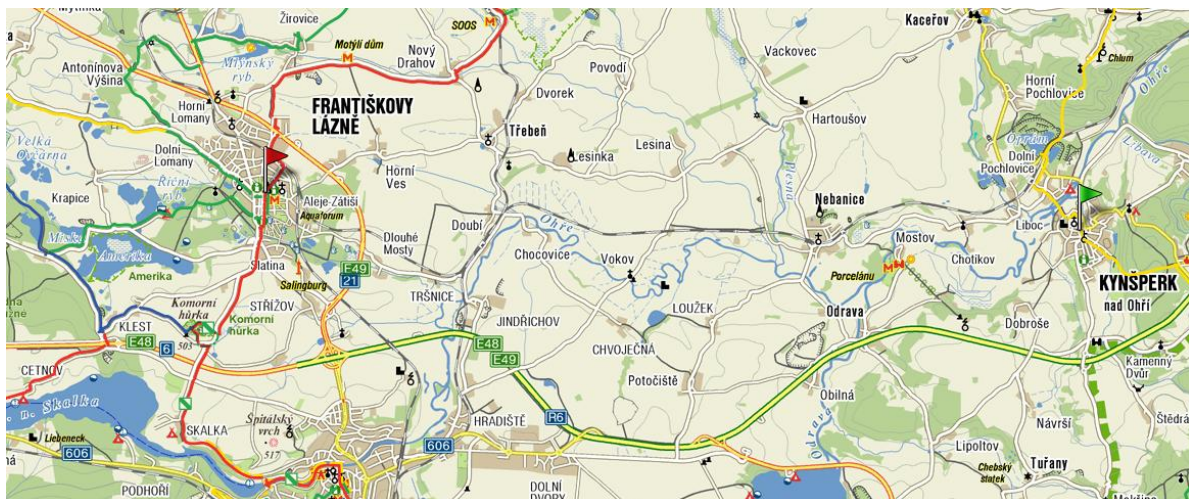 Žirovice
SOOS
Nový
Drahov
Motýlí dům
Mlýnský
ryb.
Antonínova
Výšina
Povodí
Vackovec
Kaceřov
Chlum
Ohře
Horní
Pochlovice
Dvorek
Horní
Lomany
FRANTIŠKOVY
LÁZNĚ
Třebeň
Hartoušov
Lesinka
Lesina
Velká
Ovčárna
Dolní
Lomany
Horní
Ves
Plesná
Dolní
Pochlovice
Libava
Krapice
Aleje-Zátiší
Aquaforum
Nebanice
Doubí
Ohře
Liboc
Mostov
Dlouhé
Mosty
Amerika
Amerika
Slatina
Chocovice
Vokov
Chotíkov
Porcelánu
E49
21
Salingburg
KYNŠPERK
nad Ohří
Komorní
hůrka
503
STŘÍŽOV
TRŠNICE
LOUŽEK
Odrava
Komorní
hůrka
KLEST
JINDŘICHOV
Dobroše
E48
6
E48
E49
CHVOJEČNÁ
Kamenný
Dvůr
CETNOV
Potočiště
Obilná
n. Skalka
HRADIŠTĚ
R6
Návrší
Štědrá
SKALKA
Špitálský
vrch
517
Odrava
Lipoltov
Liebeneck
606
606
Tuřany
Chebský
statek
PODHOŘÍ
DOLNÍ
DVORY